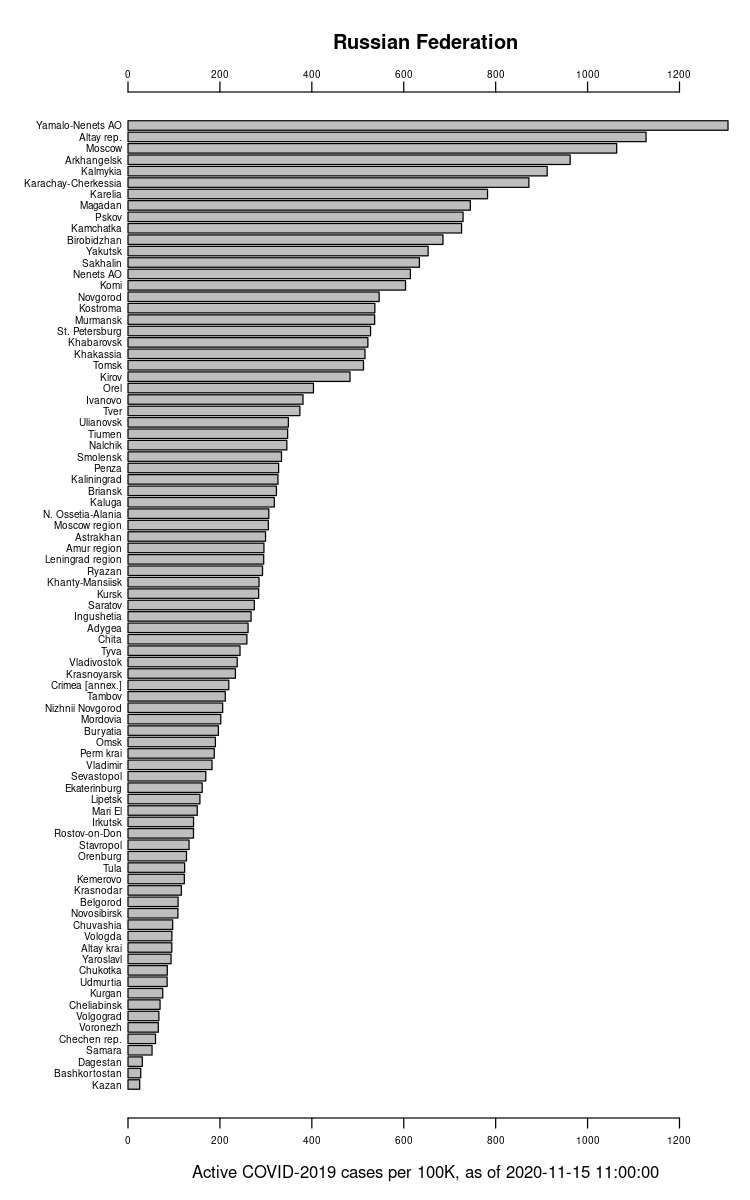 Russian Federation
0 200 400 600 800 1000 1200
Yamalo-Nenets AO
Altay rep.
Moscow
Arkhangelsk
Kalmykia
Karachay-Cherkessia
Karelia
Magadan
Pskov
Kamchatka
Birobidzhan
Yakutsk
Sakhalin
Nenets AO
Komi
Novgorod
Kostroma
Murmansk
St. Petersburg
Khabarovsk
Khakassia
Tomsk
Kirov
Orel
Ivanovo
Tver
Ulianovsk
Tiumen
Nalchik
Smolensk
Penza
Kaliningrad
Briansk
Kaluga
N. Ossetia-Alania
Moscow region
Astrakhan
Amur region
Leningrad region
Ryazan
Khanty-Mansiisk
Kursk
Saratov
Ingushetia
Adygea
Chita
Tyva
Vladivostok
Krasnoyarsk
Crimea [annex.]
Tambov
Nizhnii Novgorod
Mordovia
Buryatia
Omsk
Perm krai
Vladimir
Sevastopol
Ekaterinburg
Lipetsk
Mari El
Irkutsk
Rostov-on-Don
Stavropol
Orenburg
Tula
Kemerovo
Krasnodar
Belgorod
Novosibirsk
Chuvashia
Vologda
Altay krai
Yaroslavl
Chukotka
Udmurtia
Kurgan
Cheliabinsk
Volgograd
Voronezh
Chechen rep.
Samara
Dagestan
Bashkortostan
Kazan
0 200 400 600 800 1000 1200
Active COVID-2019 cases per 100K, as of 2020-11-15 11:00:00